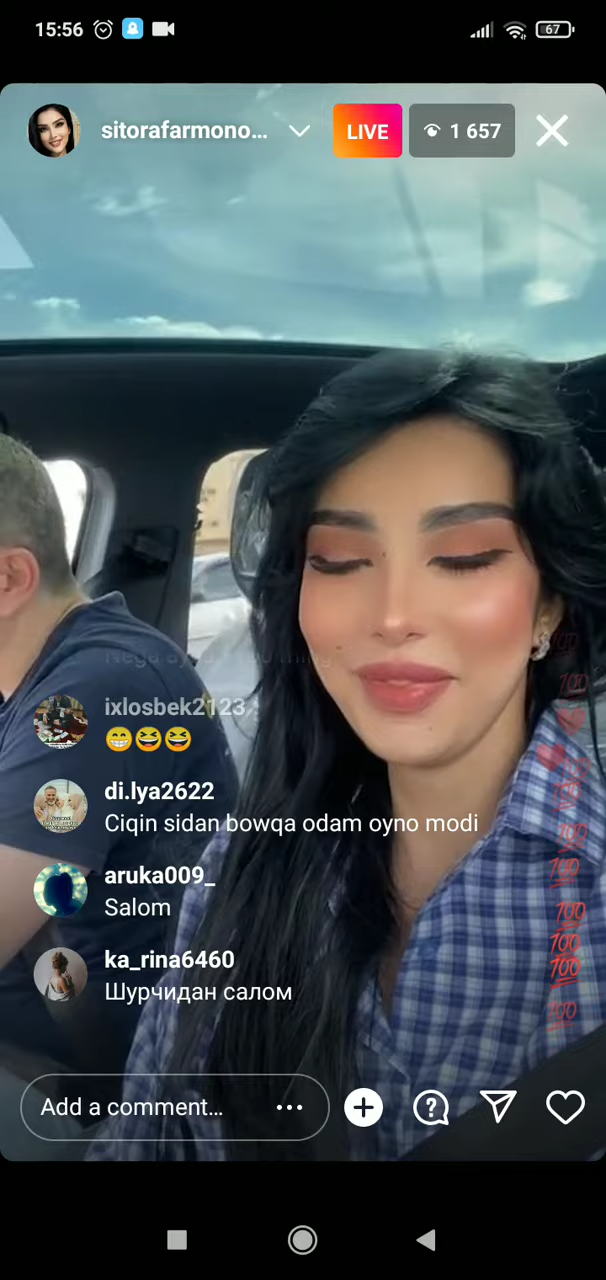 15:56
67
sitorafarmono...
LIVE
1 657
ixlosbek2123
😁😆😆
di.lya2622
Ciqin sidan bowqa odam oyno modi
aruka009_
Salom
ka_rina6460
Шурчидан салом
Add a comment...